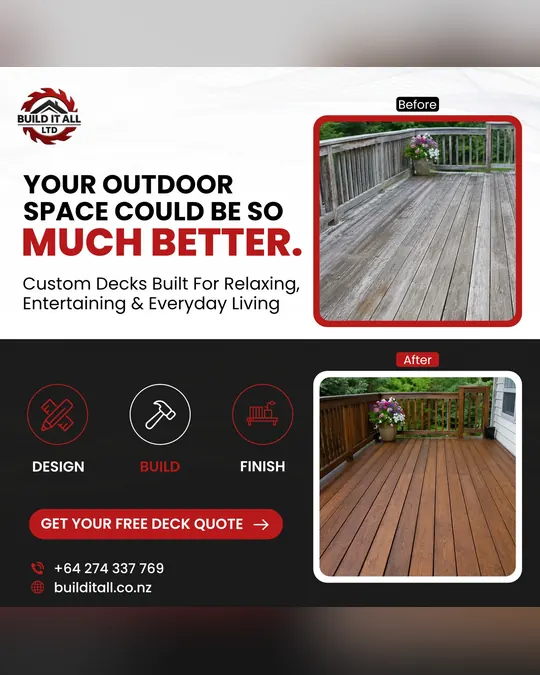 BUILD IT ALL
LTD
YOUR OUTDOOR
SPACE COULD BE SO
MUCH BETTER.
Custom Decks Built For Relaxing,
Entertaining & Everyday Living
Before
After
DESIGN
BUILD
FINISH
GET YOUR FREE DECK QUOTE
+64 274 337 769
builditall.co.nz